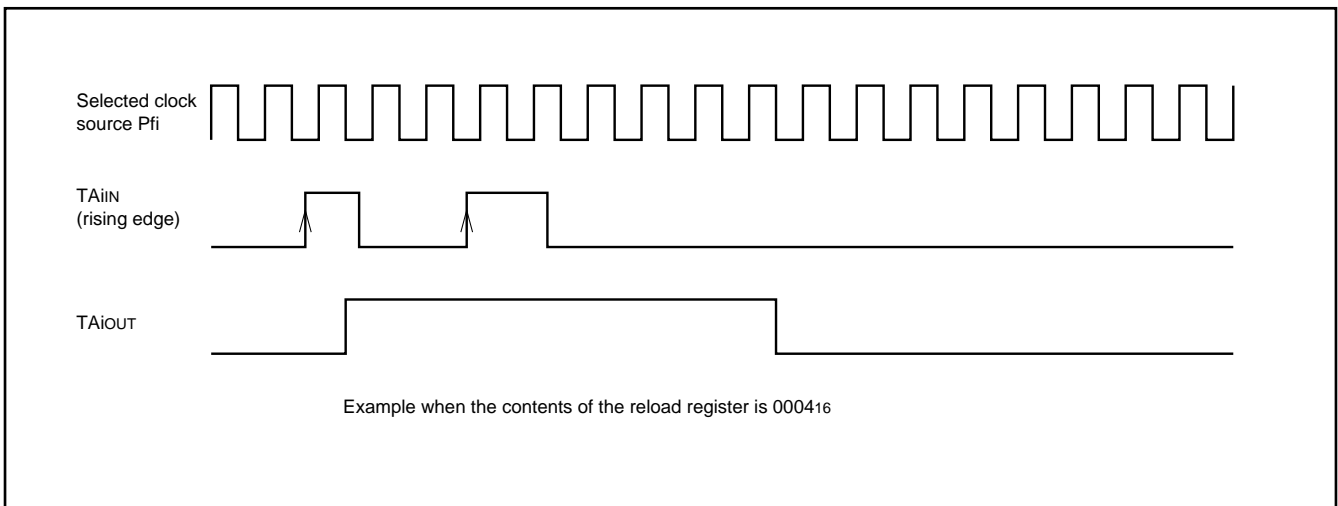 Selected clock
source Pfi
TAiIN
(rising edge)
TAiOUT
Example when the contents of the reload register is 000416